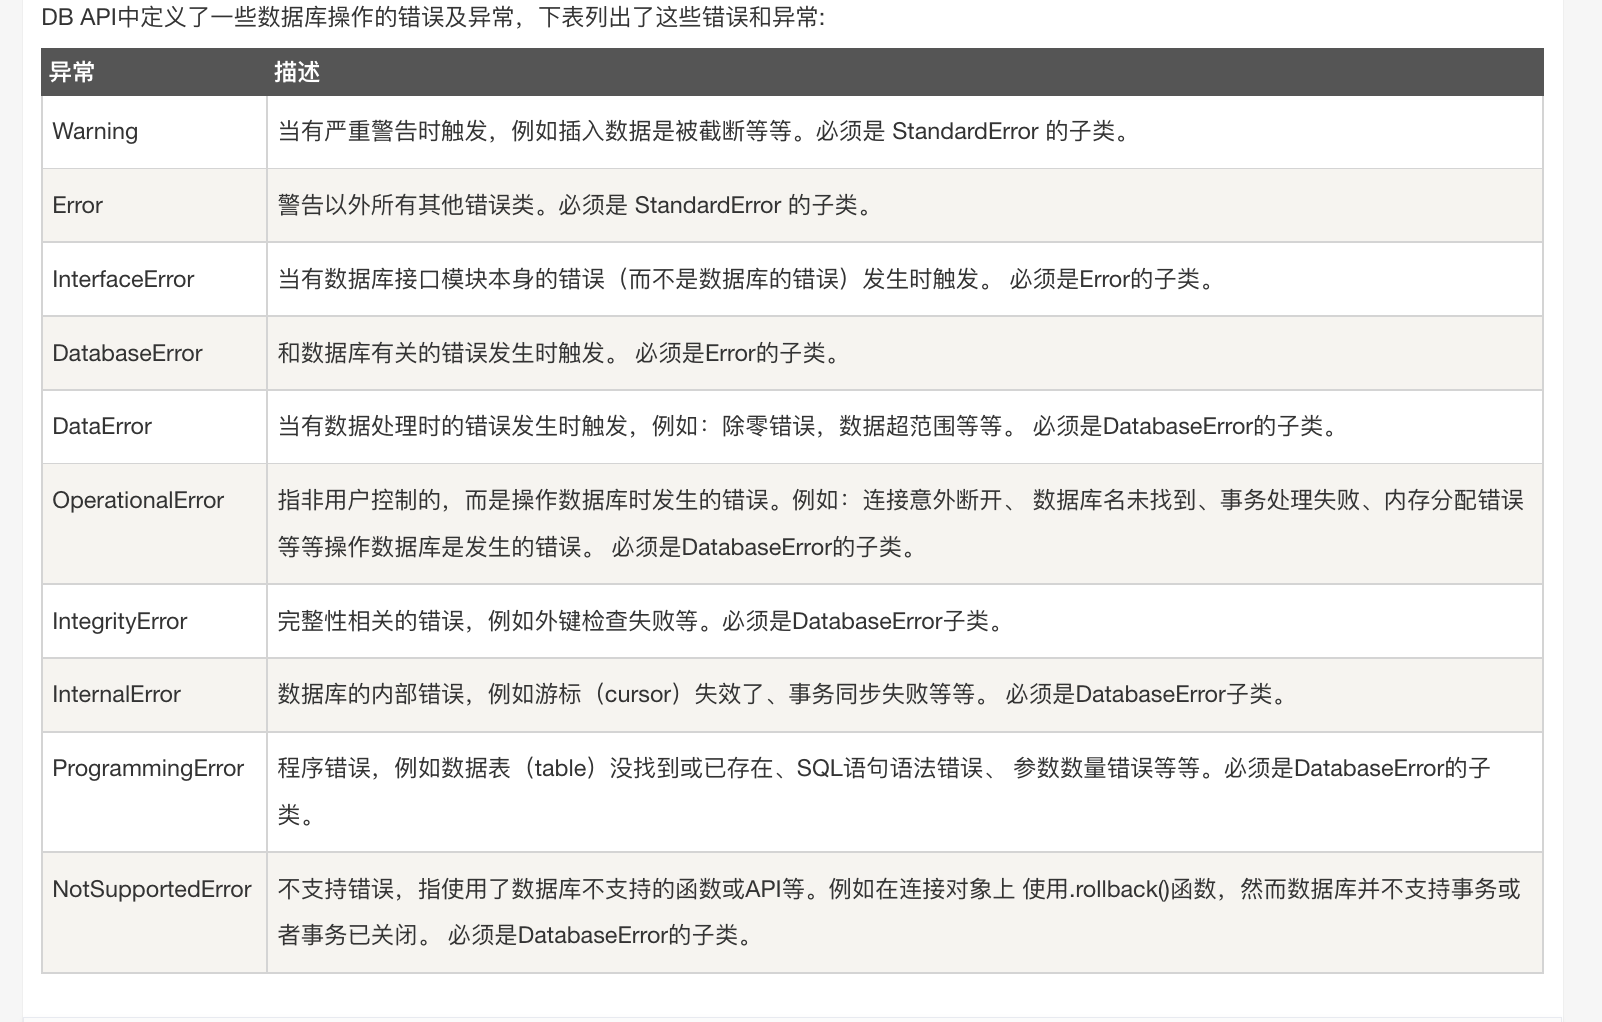 DB API中定义了一些数据库操作的错误及异常，下表列出了这些错误和异常:
异常 描述
Warning 当有严重警告时触发，例如插入数据是被截断等等。必须是 StandardError 的子类。
Error 警告以外所有其他错误类。必须是 StandardError 的子类。
InterfaceError 当有数据库接口模块本身的错误（而不是数据库的错误）发生时触发。 必须是Error的子类。
DatabaseError 和数据库有关的错误发生时触发。 必须是Error的子类。
DataError 当有数据处理时的错误发生时触发，例如：除零错误，数据超范围等等。 必须是DatabaseError的子类。
OperationalError 指非用户控制的，而是操作数据库时发生的错误。例如：连接意外断开、 数据库名未找到、事务处理失败、内存分配错误
等等操作数据库是发生的错误。 必须是DatabaseError的子类。
IntegrityError 完整性相关的错误，例如外键检查失败等。必须是DatabaseError子类。
InternalError 数据库的内部错误，例如游标（cursor）失效了、事务同步失败等等。 必须是DatabaseError子类。
ProgrammingError 程序错误，例如数据表（table）没找到或已存在、SQL语句语法错误、 参数数量错误等等。必须是DatabaseError的子
类。
NotSupportedError 不支持错误，指使用了数据库不支持的函数或API等。例如在连接对象上 使用.rollback()函数，然而数据库并不支持事务或
者事务已关闭。 必须是DatabaseError的子类。